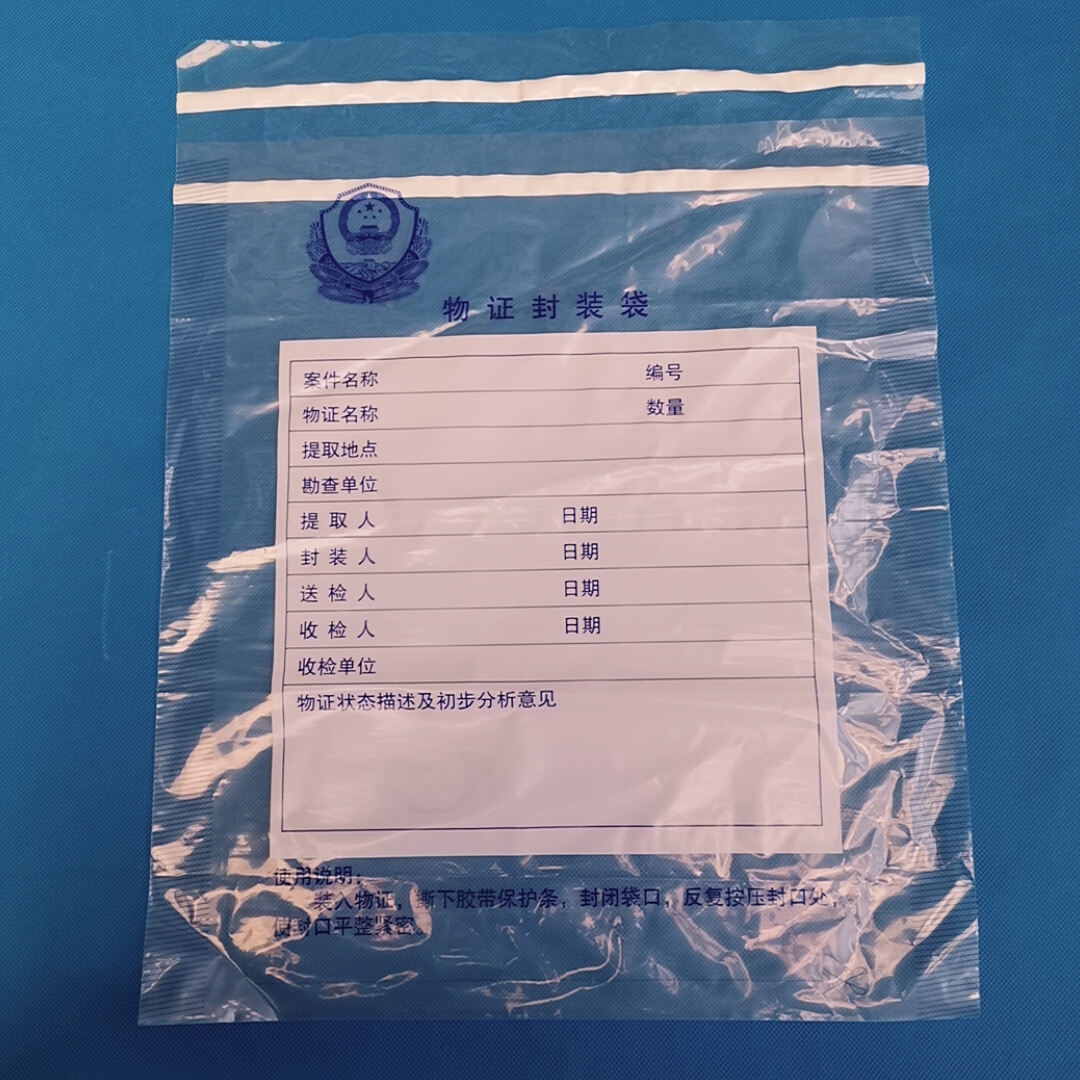 物证封装袋
案件名称 编号
物证名称 数量
提取地点
勘查单位
提取人 日期
封装人 日期
送检人 日期
收检人 日期
收检单位
物证状态描述及初步分析意见
使用说明：
装入物证，撕下胶带保护条，封闭袋口，反复按压封口处，
使封口平整紧密。